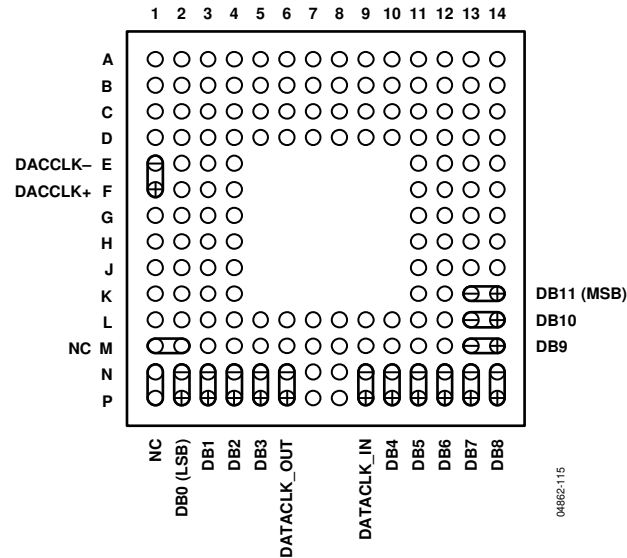 1 2 3 4 5 6 7 8 9 10 11 12 13 14
A
B
C
D
DACCLK– E
DACCLK+ F
G
H
J
K DB11 (MSB)
L DB10
NC M DB9
N
P
NC
DB0 (LSB)
DB1
DB2
DB3
DATACLK_OUT
DATACLK_IN
DB4
DB5
DB6
DB7
DB8
04862-115